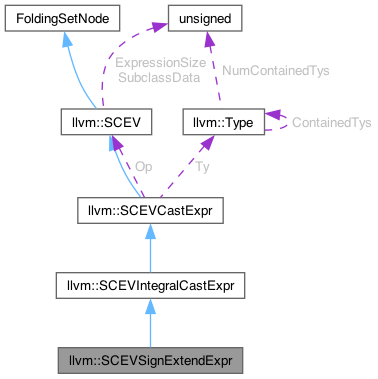 FoldingSetNode
unsigned
ExpressionSize
SubclassData
NumContainedTys
llvm::SCEV
llvm::Type
ContainedTys
Op
Ty
llvm::SCEVCastExpr
llvm::SCEVIntegralCastExpr
llvm::SCEVSignExtendExpr